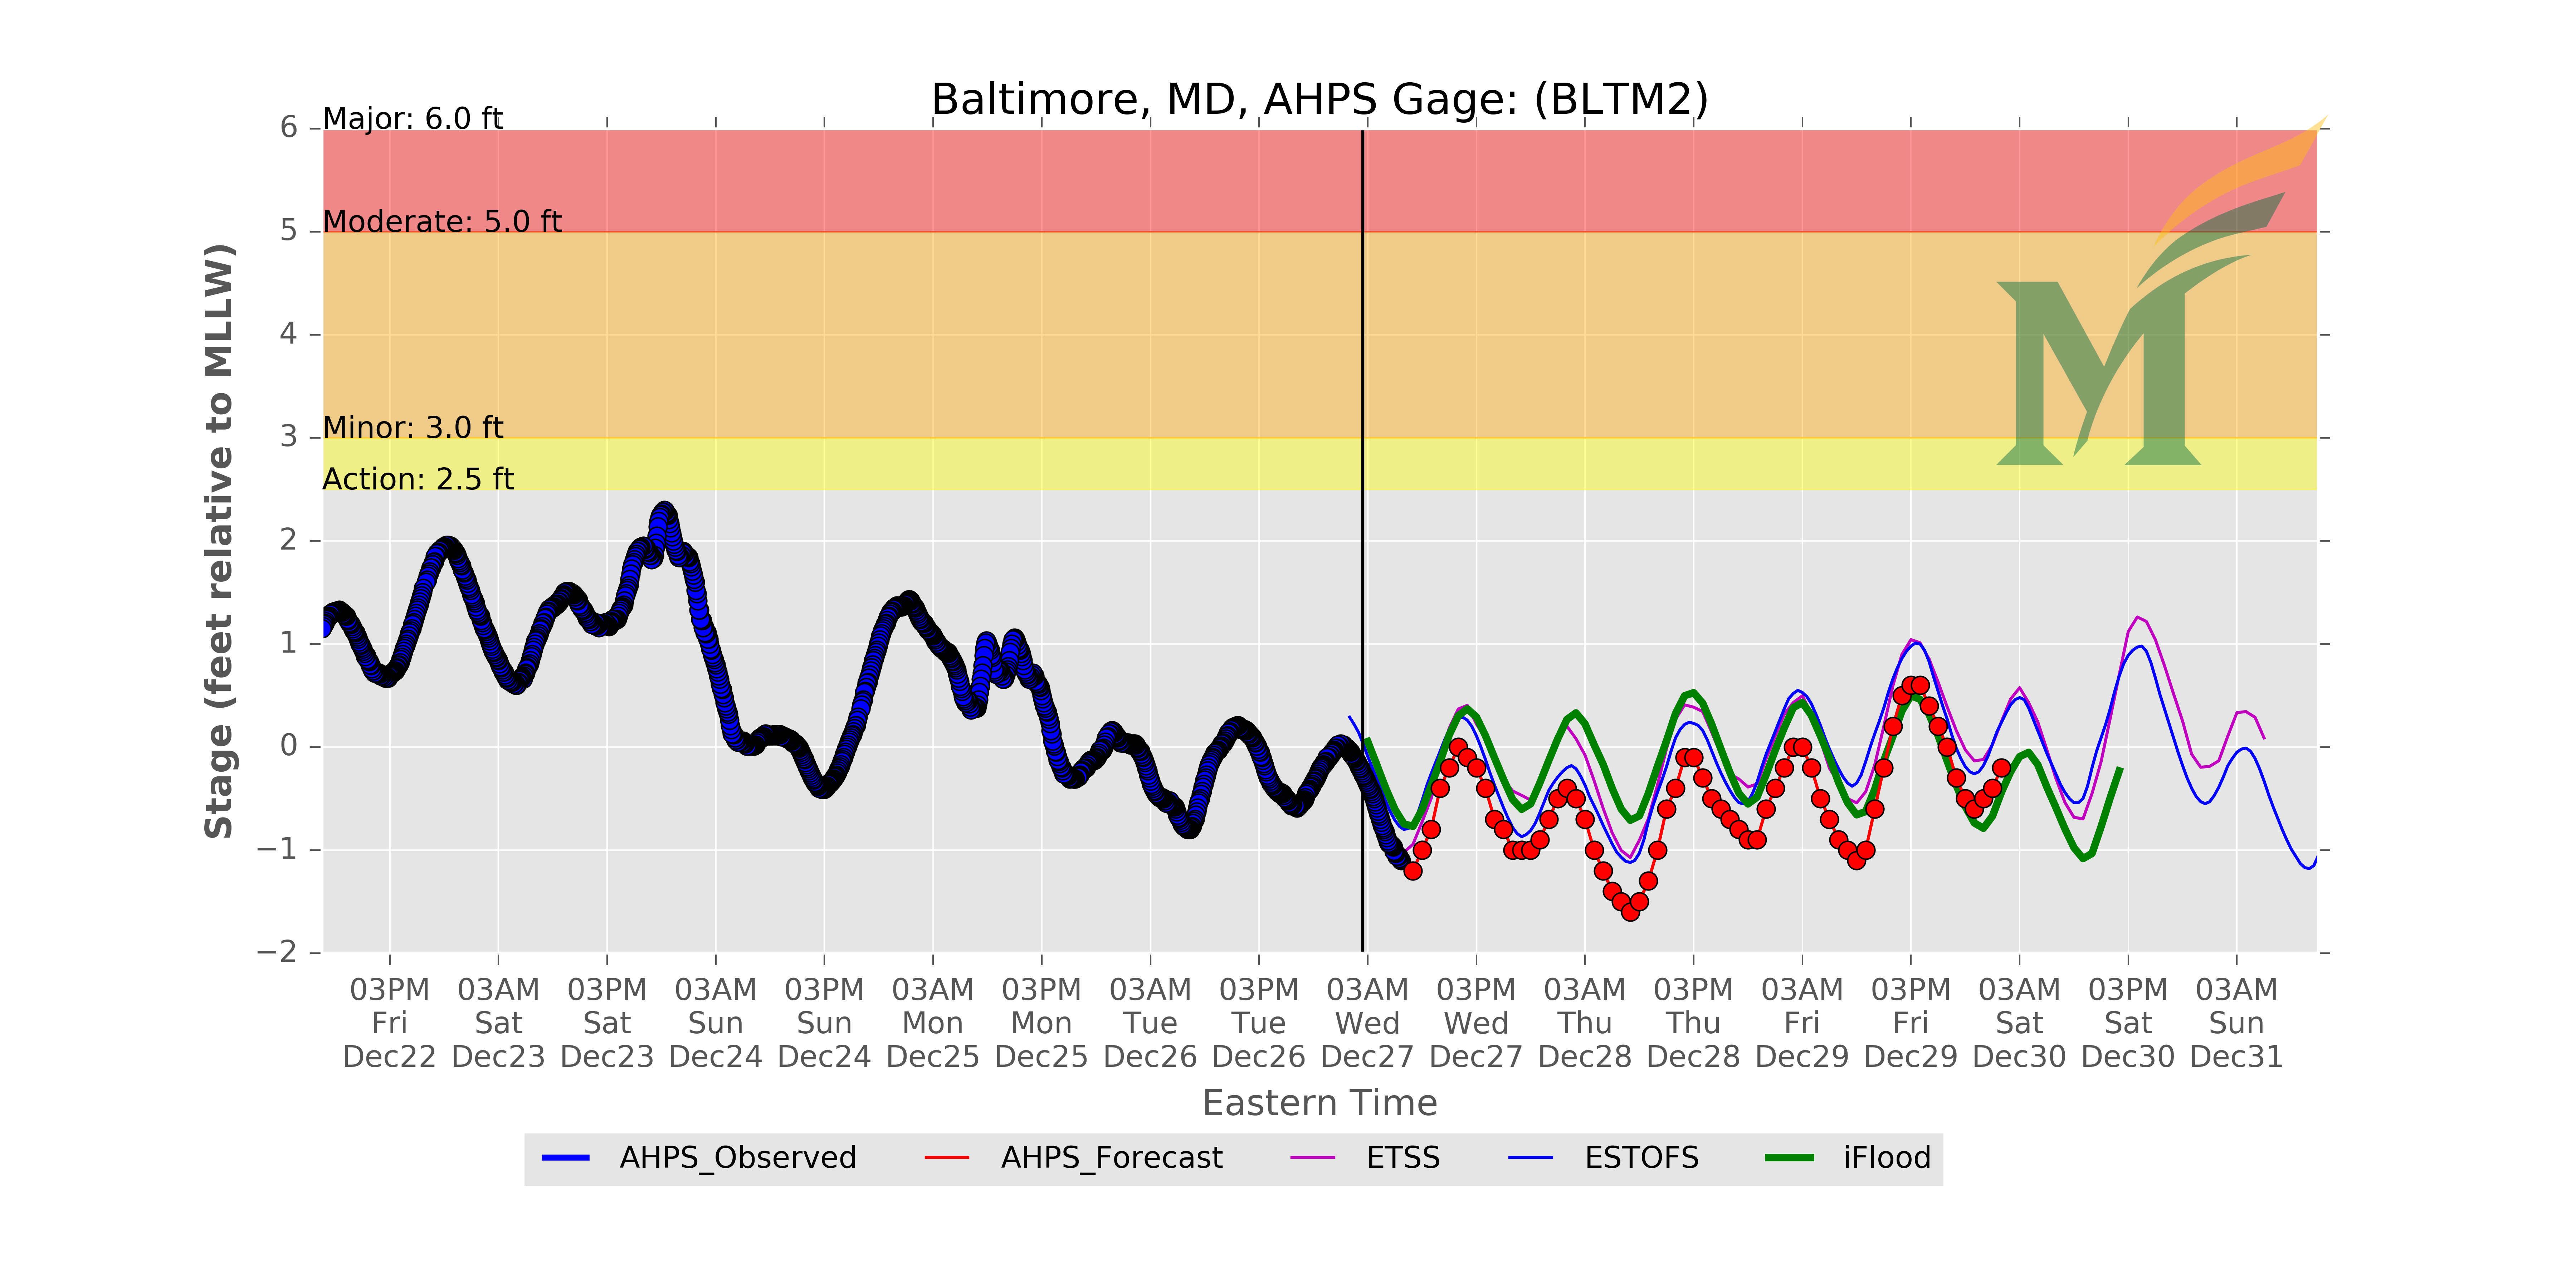 Baltimore, MD, AHPS Gage: (BLTM2)
Major: 6.0 ft
Moderate: 5.0 ft
Minor: 3.0 ft
Action: 2.5 ft
Stage (feet relative to MLLW)
6
5
4
3
2
1
0
−1
−2
03PM 03AM 03PM 03AM 03PM 03AM 03PM 03AM 03PM 03AM 03PM 03AM 03PM 03AM 03PM 03AM 03PM 03AM
Fri Sat Sat Sun Sun Mon Mon Tue Tue Wed Wed Thu Thu Fri Fri Sat Sat Sun
Dec22 Dec23 Dec23 Dec24 Dec24 Dec25 Dec25 Dec26 Dec26 Dec27 Dec27 Dec28 Dec28 Dec29 Dec29 Dec30 Dec30 Dec31
Eastern Time
AHPS_Observed AHPS_Forecast ETSS ESTOFS iFlood
M